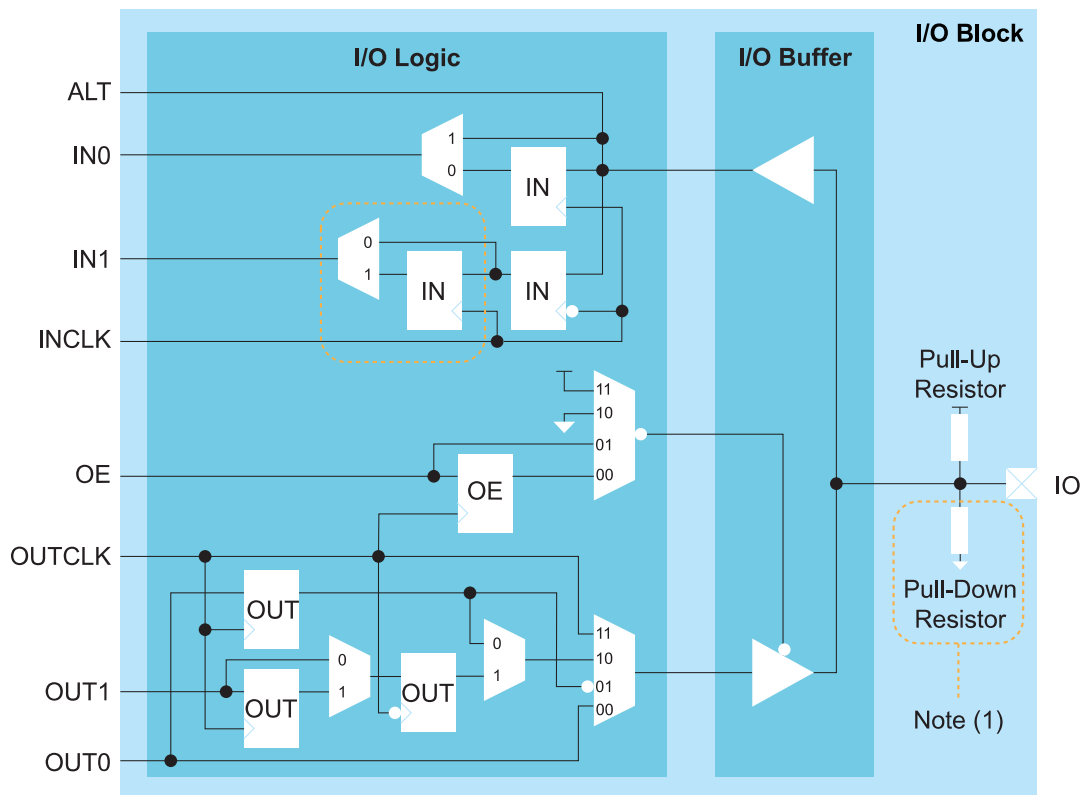 I/O Block
I/O Logic
I/O Buffer
ALT
1
IN0
0
IN
IN1
0
1
IN
IN
INCLK
Pull-Up
Resistor
11
10
01
OE
00
OE
IO
OUTCLK
Pull-Down
Resistor
OUT
11
0
10
0
01
OUT1
1
OUT
1
00
OUT
Note (1)
OUT0